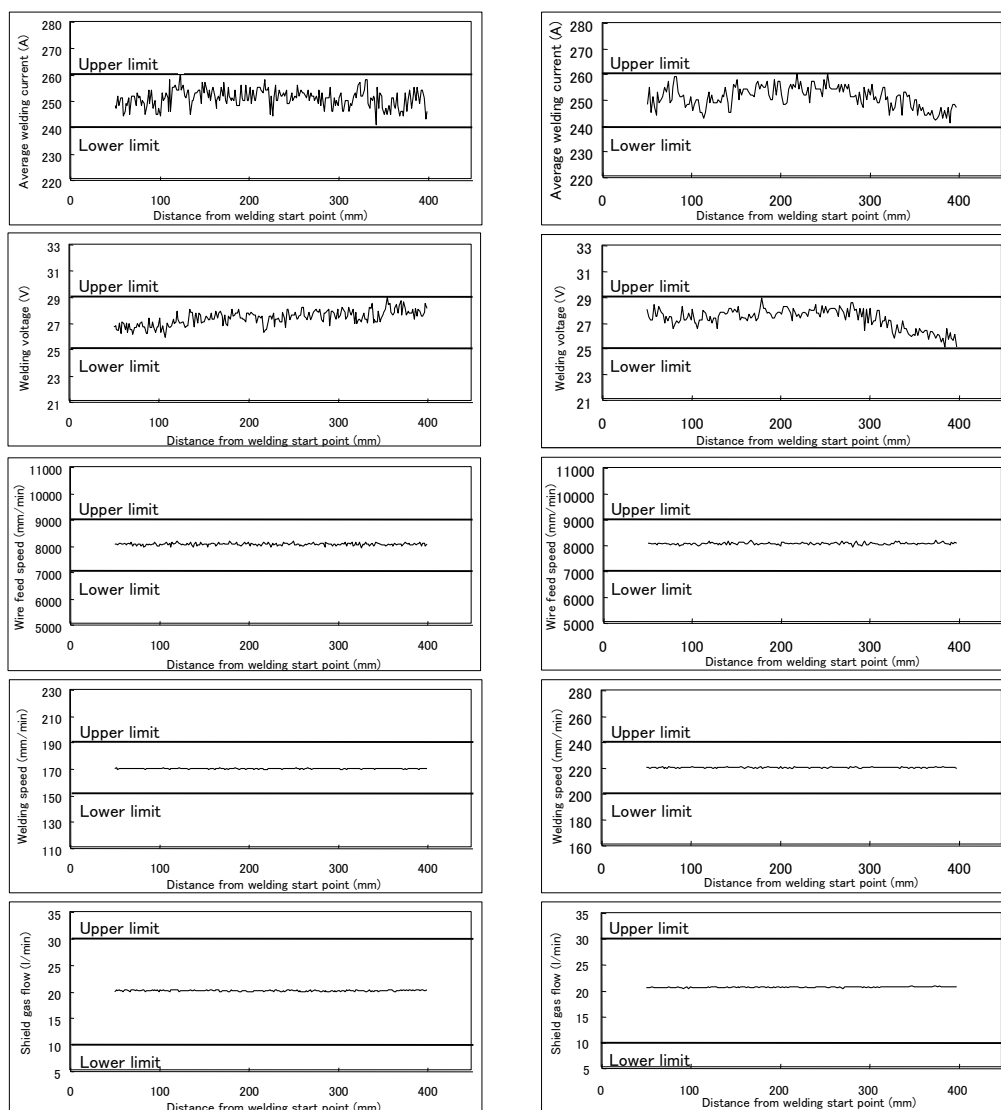 Average welding current (A)
280
270
260
250
240
230
220
Upper limit
Lower limit
0 100 200 300 400
Distance from welding start point (mm)
Average welding current (A)
280
270
260
250
240
230
220
Upper limit
Lower limit
0 100 200 300 400
Distance from welding start point (mm)
Welding voltage (V)
33
31
29
27
25
23
21
Upper limit
Lower limit
0 100 200 300 400
Distance from welding start point (mm)
Welding voltage (V)
33
31
29
27
25
23
21
Upper limit
Lower limit
0 100 200 300 400
Distance from welding start point (mm)
Wire feed speed (mm/min)
11000
10000
9000
8000
7000
6000
5000
Upper limit
Lower limit
0 100 200 300 400
Distance from welding start point (mm)
Wire feed speed (mm/min)
11000
10000
9000
8000
7000
6000
5000
Upper limit
Lower limit
0 100 200 300 400
Distance from welding start point (mm)
Welding speed (mm/min)
230
210
190
170
150
130
110
Upper limit
Lower limit
0 100 200 300 400
Distance from welding start point (mm)
Welding speed (mm/min)
280
260
240
220
200
180
160
Upper limit
Lower limit
0 100 200 300 400
Distance from welding start point (mm)
Shield gas flow (l/min)
35
30
25
20
15
10
5
Upper limit
Lower limit
0 100 200 300 400
Distance from welding start point (mm)
Shield gas flow (l/min)
35
30
25
20
15
10
5
Upper limit
Lower limit
0 100 200 300 400
Distance from welding start point (mm)